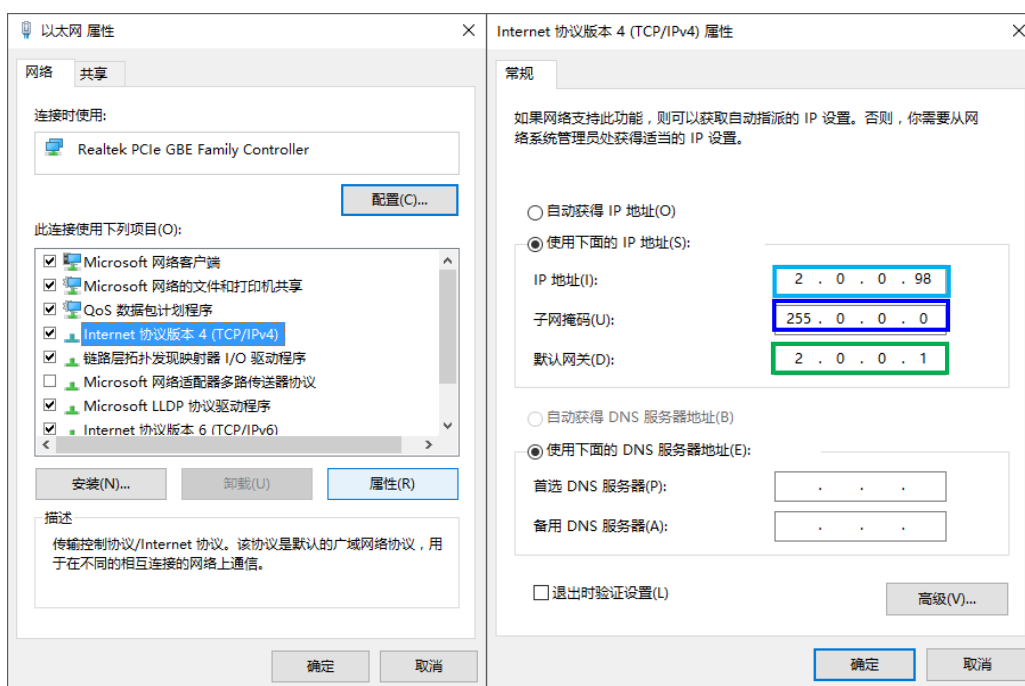 以太网 属性
网络
共享
连接时使用:
Realtek PCIe GBE Family Controller
配置(C)...
此连接使用下列项目(O):
Microsoft 网络客户端
Microsoft 网络的文件和打印机共享
QoS 数据包计划程序
Internet 协议版本 4 (TCP/IPv4)
链路层拓扑发现映射器 I/O 驱动程序
Microsoft 网络适配器多路传送器协议
Microsoft LLDP 协议驱动程序
Internet 协议版本 6 (TCP/IPv6)
安装(N)...
卸载(U)
属性(R)
描述
传输控制协议/Internet 协议。该协议是默认的广域网络协议，用
于在不同的相互连接的网络上通信。
确定
取消
Internet 协议版本 4 (TCP/IPv4) 属性
常规
如果网络支持此功能，则可以获取自动指派的 IP 设置。否则，你需要从网
络系统管理员处获得适当的 IP 设置。
自动获得 IP 地址(O)
使用下面的 IP 地址(S):
IP 地址(I):
2 . 0 . 0 . 98
子网掩码(U):
255 . 0 . 0 . 0
默认网关(D):
2 . 0 . 0 . 1
自动获得 DNS 服务器地址(B)
使用下面的 DNS 服务器地址(E):
首选 DNS 服务器(P):
. . .
备用 DNS 服务器(A):
. . .
退出时验证设置(L)
高级(V)...
确定
取消